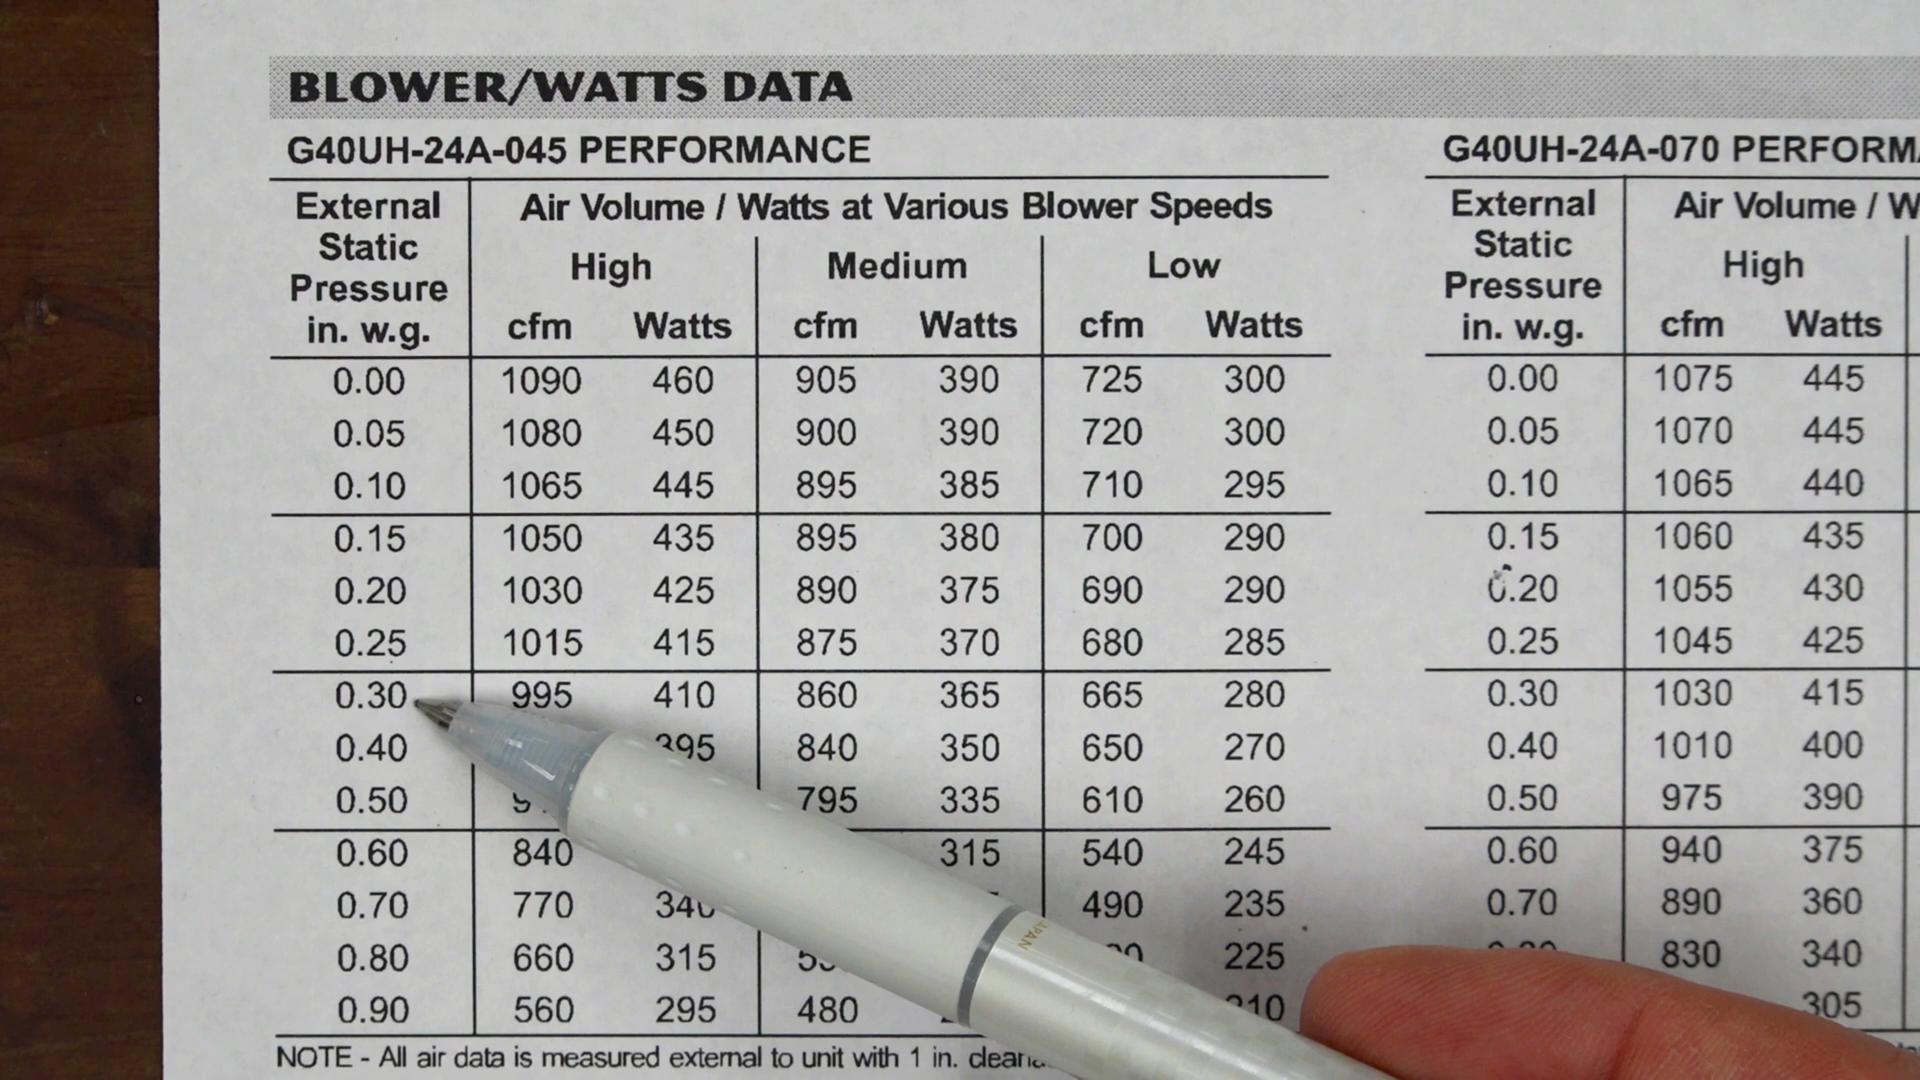 BLOWER/WATTS DATA
G40UH-24A-045 PERFORMANCE
External Static Pressure in. w.g.
Air Volume / Watts at Various Blower Speeds
High Medium Low
cfm Watts cfm Watts cfm Watts
0.00 1090 460 905 390 725 300
0.05 1080 450 900 390 720 300
0.10 1065 445 895 385 710 295
0.15 1050 435 895 380 700 290
0.20 1030 425 890 375 690 290
0.25 1015 415 875 370 680 285
0.30 995 410 860 365 665 280
0.40 395 840 350 650 270
0.50 795 335 610 260
0.60 840 315 540 245
0.70 770 340 490 235
0.80 660 315 225
0.90 560 295 480
NOTE - All air data is measured external to unit with 1 in.
G40UH-24A-070
External Static Pressure in. w.g.
Air Volume /
High
cfm Watts
0.00 1075 445
0.05 1070 445
0.10 1065 440
0.15 1060 435
0.20 1055 430
0.25 1045 425
0.30 1030 415
0.40 1010 400
0.50 975 390
0.60 940 375
0.70 890 360
830 340
305
JAPAN